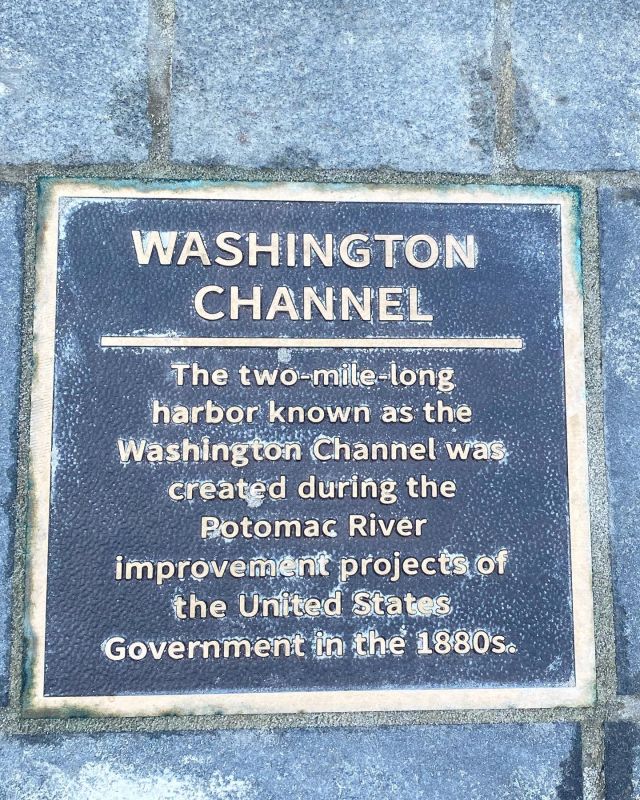 WASHINGTON
CHANNEL
The two-mile-long
harbor known as the
Washington Channel was
created during the
Potomac River
improvement projects of
the United States
Government in the 1880s.